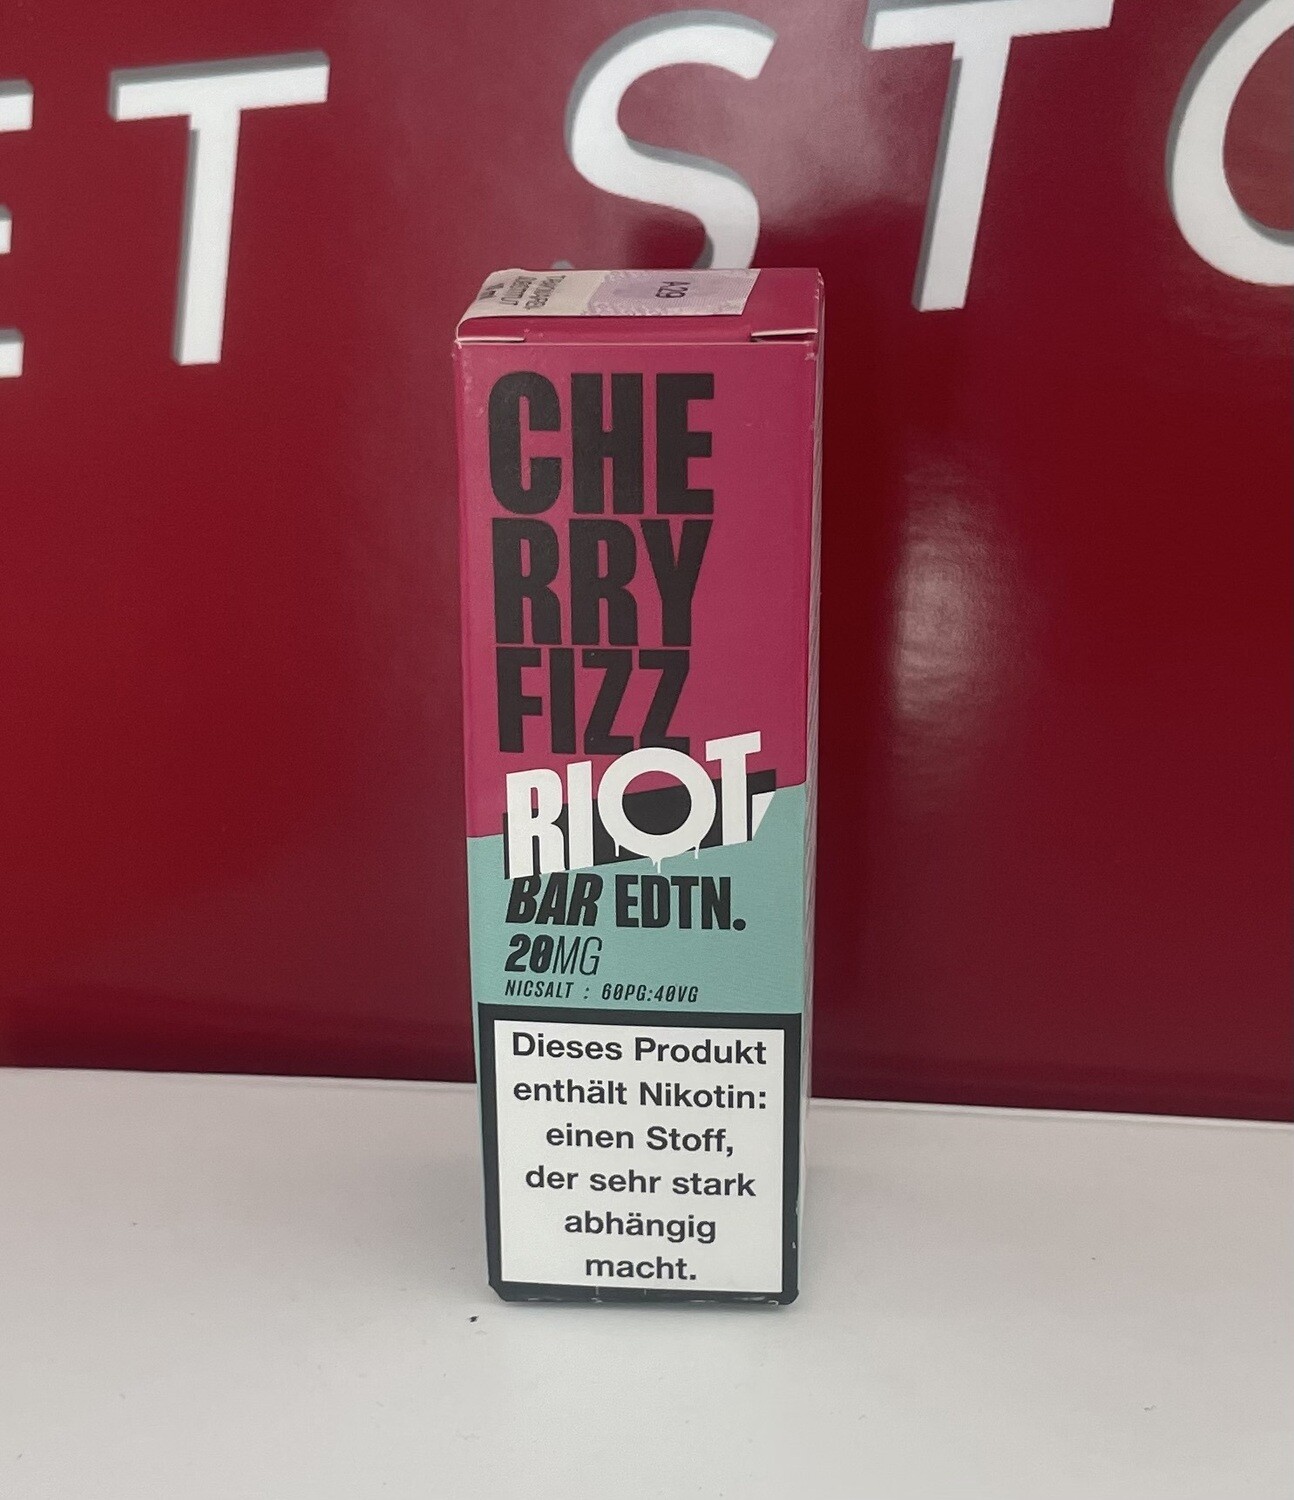 ET STO
A29
CHE
RRY
FIZZ
RIOT
BAR EDTN.
20MG
NICSALT : 60PG:40VG
Dieses Produkt
enthält Nikotin:
einen Stoff,
der sehr stark
abhängig
macht.